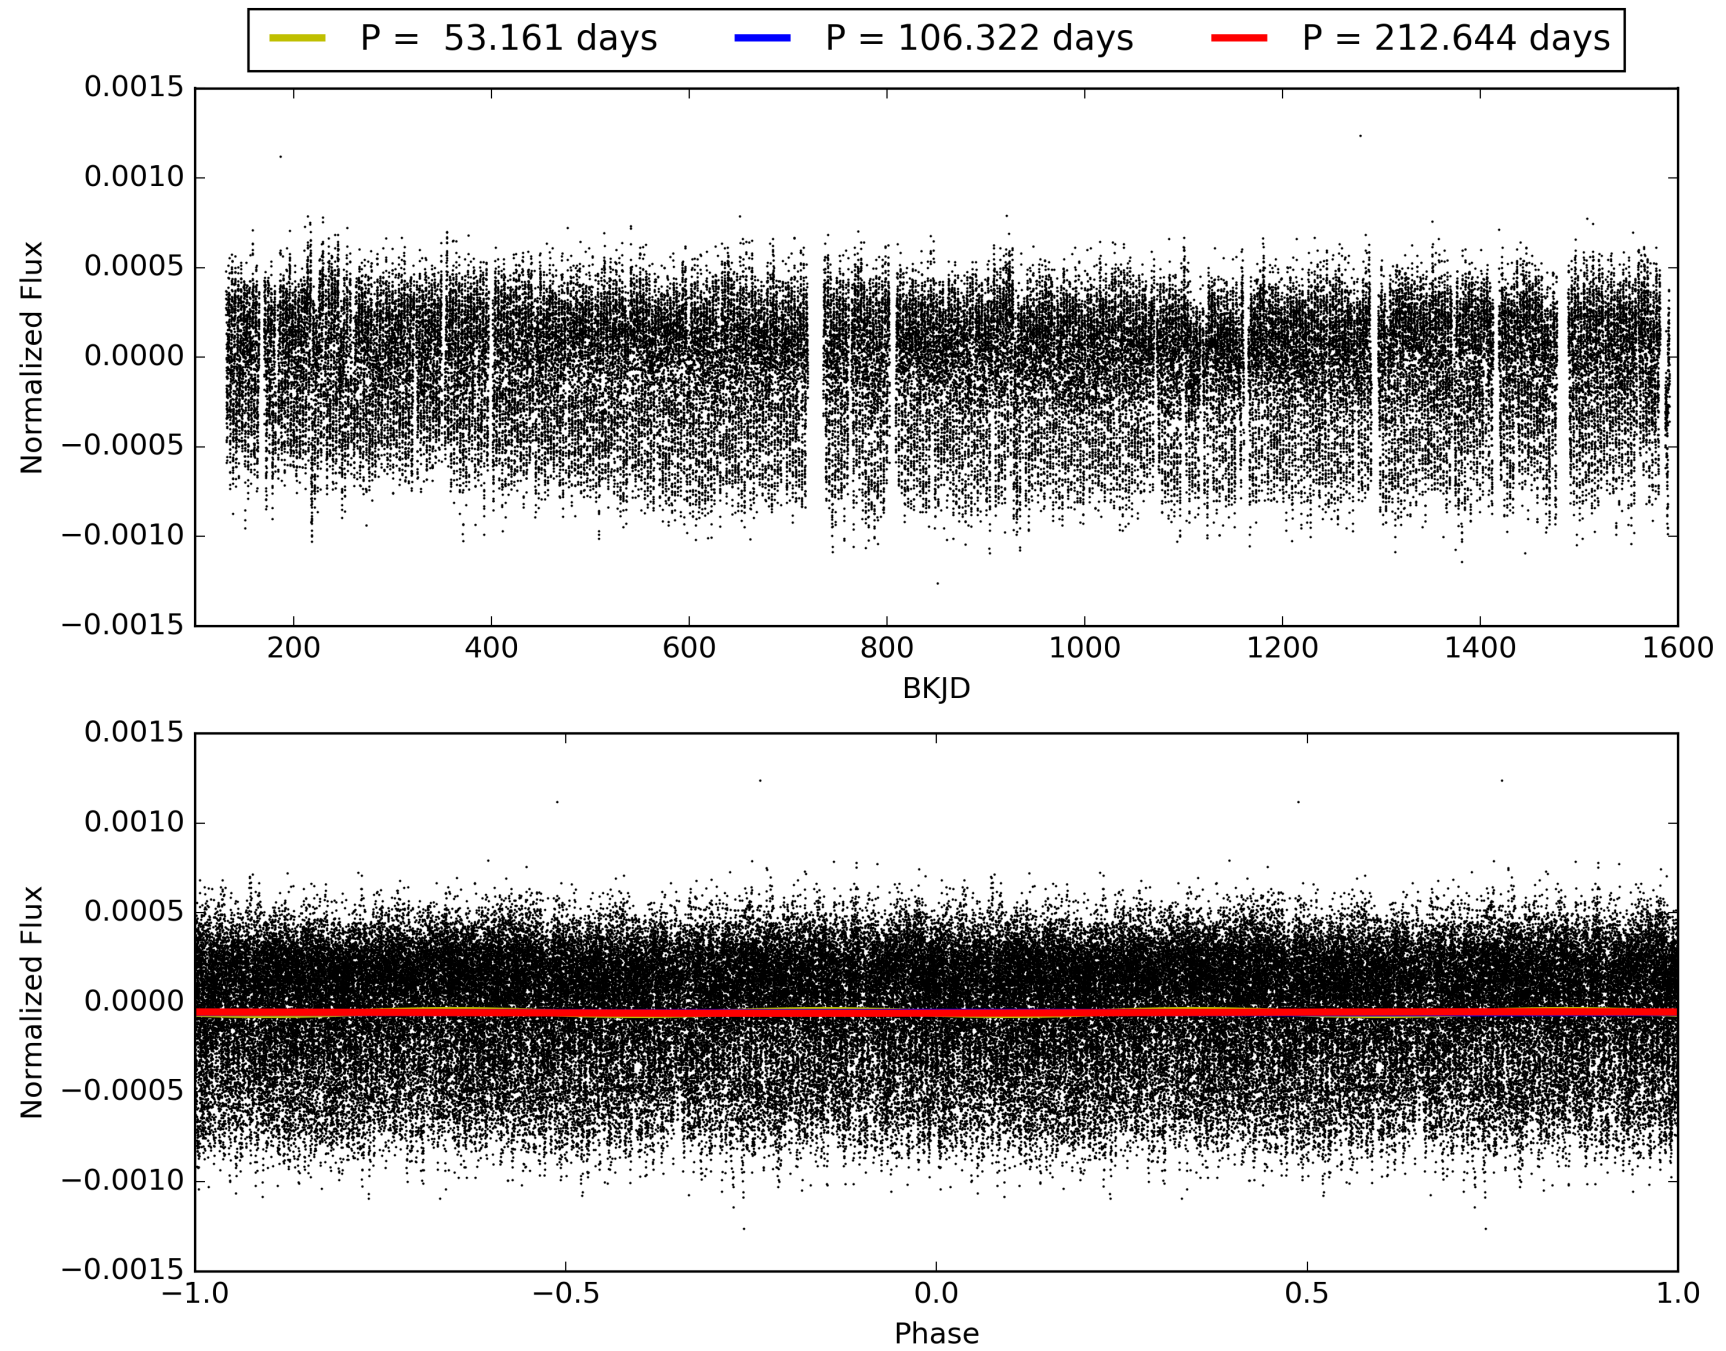 P =  53.161 days P = 106.322 days P = 212.644 days
0.0015
0.0010
0.0005
0.0000
−0.0005
−0.0010
−0.0015
Normalized Flux
200 400 600 800 1000 1200 1400 1600
BKJD
0.0015
0.0010
0.0005
0.0000
−0.0005
−0.0010
−0.0015
Normalized Flux
−1.0 −0.5 0.0 0.5 1.0
Phase